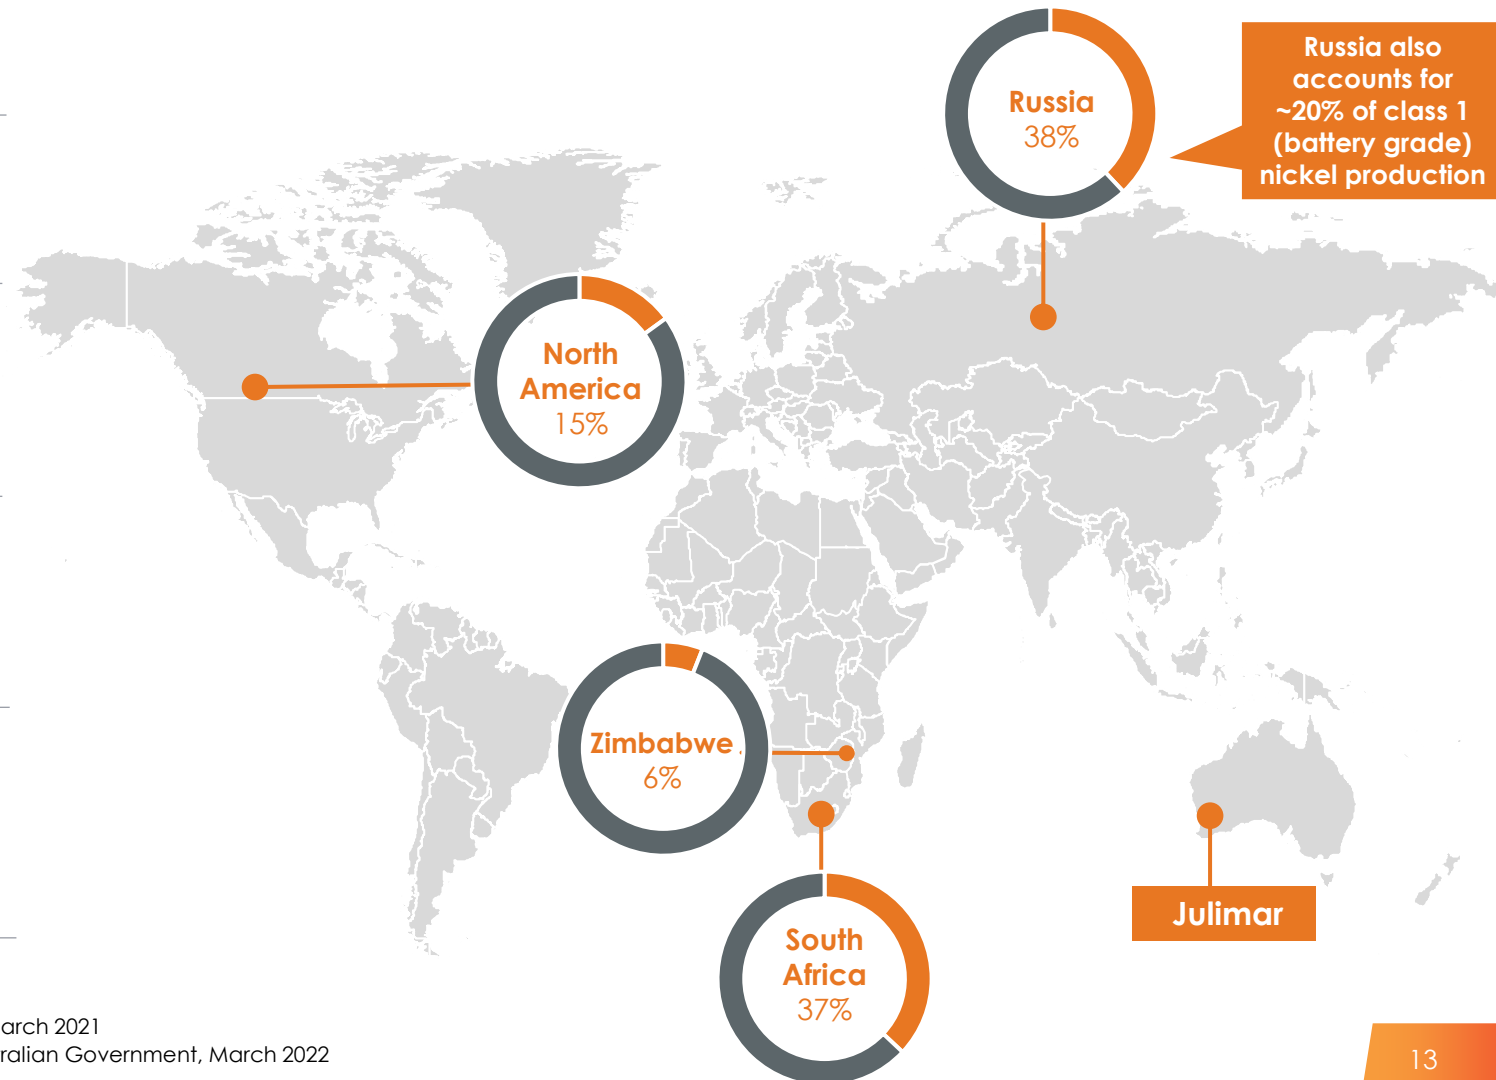 Russia
38%
Russia also
accounts for
~20% of class 1
(battery grade)
nickel production
North
America
15%
Zimbabwe
6%
South
Africa
37%
Julimar
arch 2021
ralian Government, March 2022
13